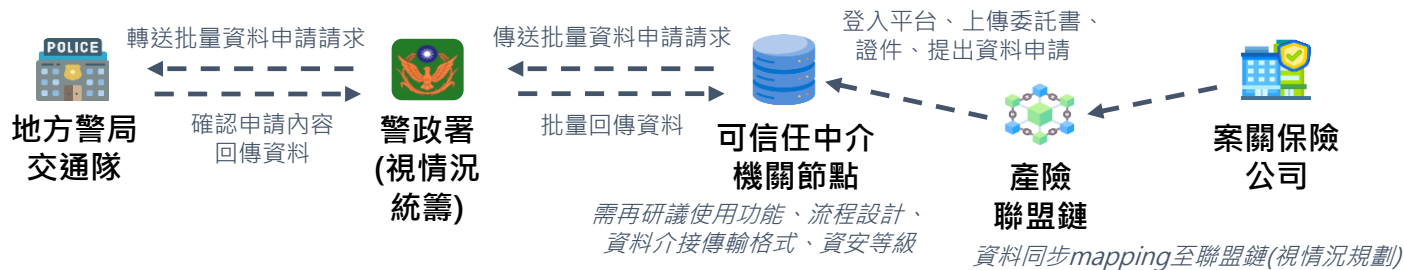 POLICE
地方警局
交通隊
轉送批量資料申請請求
確認申請內容
回傳資料
警政署
(視情況
統籌)
傳送批量資料申請請求
批量回傳資料
可信任中介
機關節點
需再研議使用功能、流程設計、
資料介接傳輸格式、資安等級
登入平台、上傳委託書、
證件、提出資料申請
產險
聯盟鏈
案關保險
公司
資料同步mapping至聯盟鏈(視情況規劃)